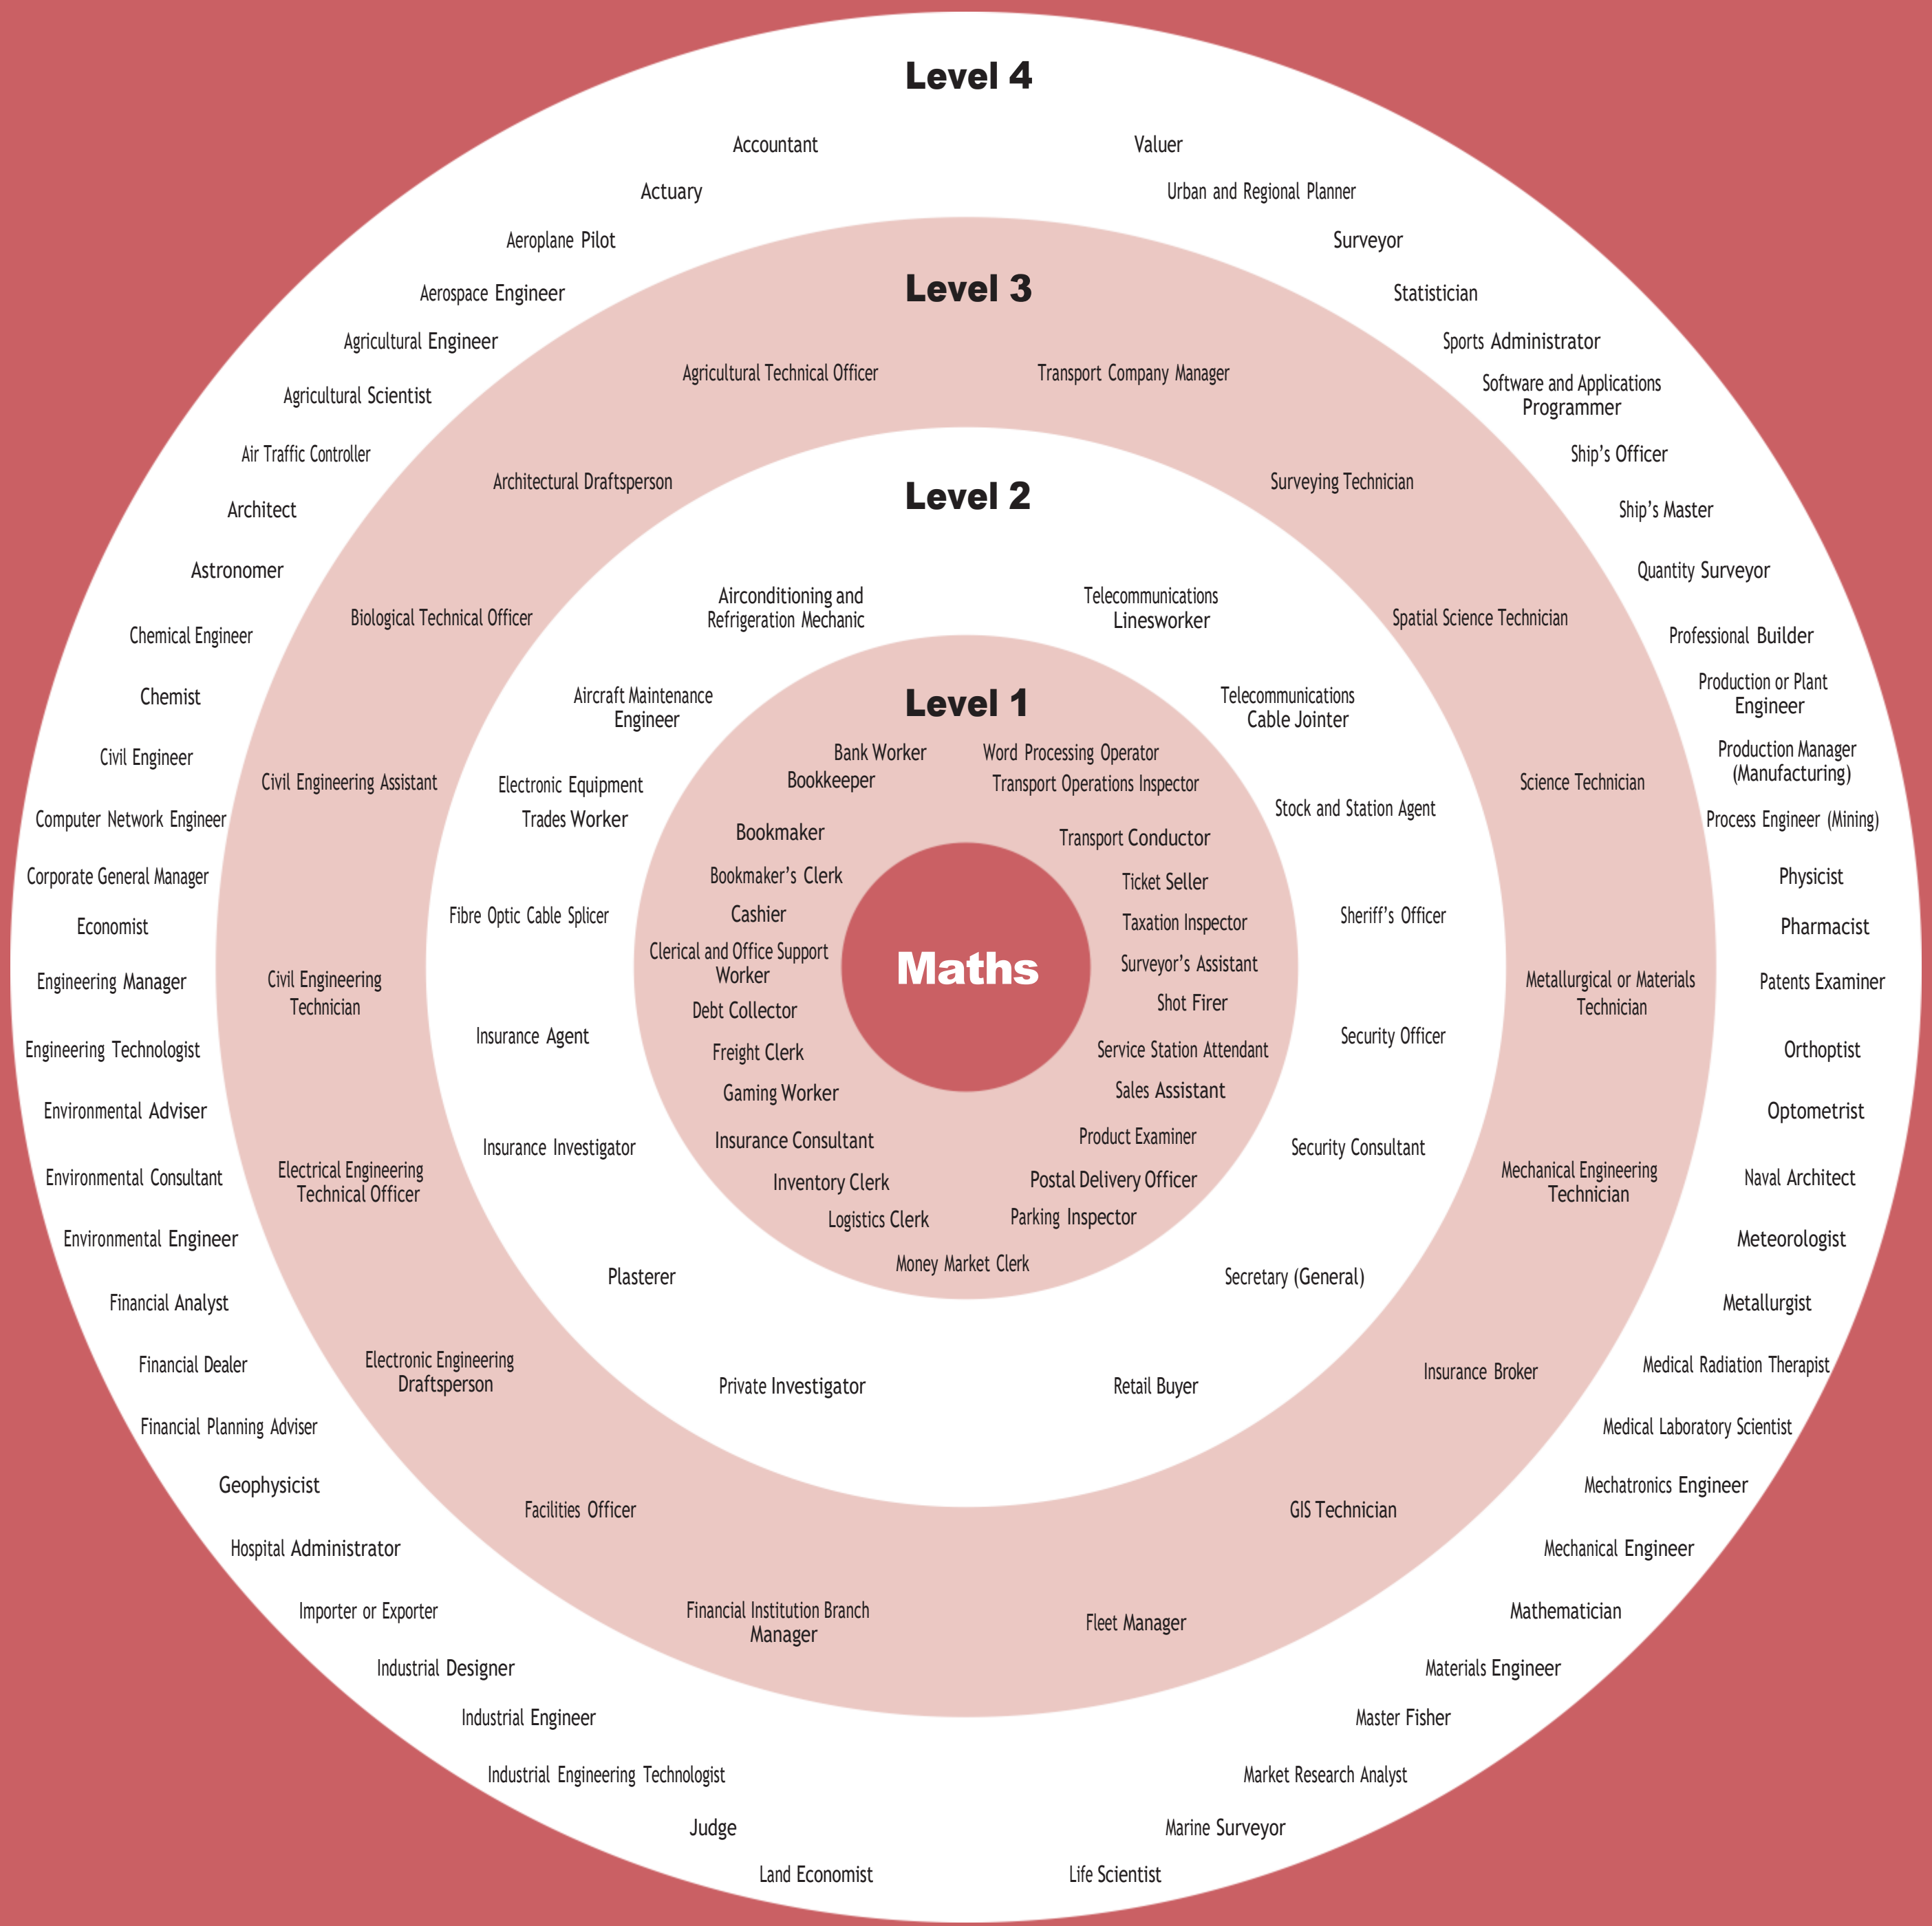 Level 4
Accountant
Valuer
Actuary
Urban and Regional Planner
Aeroplane Pilot
Surveyor
Aerospace Engineer
Statistician
Agricultural Engineer
Sports Administrator
Agricultural Scientist
Software and Applications
Programmer
Air Traffic Controller
Ship's Officer
Architect
Ship's Master
Astronomer
Quantity Surveyor
Chemical Engineer
Professional Builder
Chemist
Production or Plant
Engineer
Civil Engineer
Production Manager
(Manufacturing)
Computer Network Engineer
Process Engineer (Mining)
Corporate General Manager
Physicist
Economist
Pharmacist
Engineering Manager
Patents Examiner
Engineering Technologist
Orthoptist
Environmental Adviser
Optometrist
Environmental Consultant
Naval Architect
Environmental Engineer
Meteorologist
Financial Analyst
Metallurgist
Financial Dealer
Medical Radiation Therapist
Financial Planning Adviser
Medical Laboratory Scientist
Geophysicist
Mechatronics Engineer
Hospital Administrator
Mechanical Engineer
Importer or Exporter
Mathematician
Industrial Designer
Materials Engineer
Industrial Engineer
Master Fisher
Industrial Engineering Technologist
Market Research Analyst
Judge
Marine Surveyor
Land Economist
Life Scientist
Level 3
Agricultural Technical Officer
Transport Company Manager
Architectural Draftsperson
Surveying Technician
Biological Technical Officer
Spatial Science Technician
Civil Engineering Assistant
Science Technician
Civil Engineering
Technician
Metallurgical or Materials
Technician
Electrical Engineering
Technical Officer
Mechanical Engineering
Technician
Electronic Engineering
Draftsperson
Insurance Broker
Facilities Officer
GIS Technician
Financial Institution Branch
Manager
Fleet Manager
Level 2
Airconditioning and
Refrigeration Mechanic
Telecommunications
Linesworker
Aircraft Maintenance
Engineer
Telecommunications
Cable Jointer
Electronic Equipment
Trades Worker
Stock and Station Agent
Fibre Optic Cable Splicer
Sheriff's Officer
Insurance Agent
Security Officer
Insurance Investigator
Security Consultant
Plasterer
Secretary (General)
Private Investigator
Retail Buyer
Level 1
Bank Worker
Word Processing Operator
Bookkeeper
Transport Operations Inspector
Bookmaker
Transport Conductor
Bookmaker's Clerk
Ticket Seller
Cashier
Taxation Inspector
Clerical and Office Support
Worker
Surveyor's Assistant
Debt Collector
Shot Firer
Freight Clerk
Service Station Attendant
Gaming Worker
Sales Assistant
Insurance Consultant
Product Examiner
Inventory Clerk
Postal Delivery Officer
Logistics Clerk
Parking Inspector
Money Market Clerk
Maths